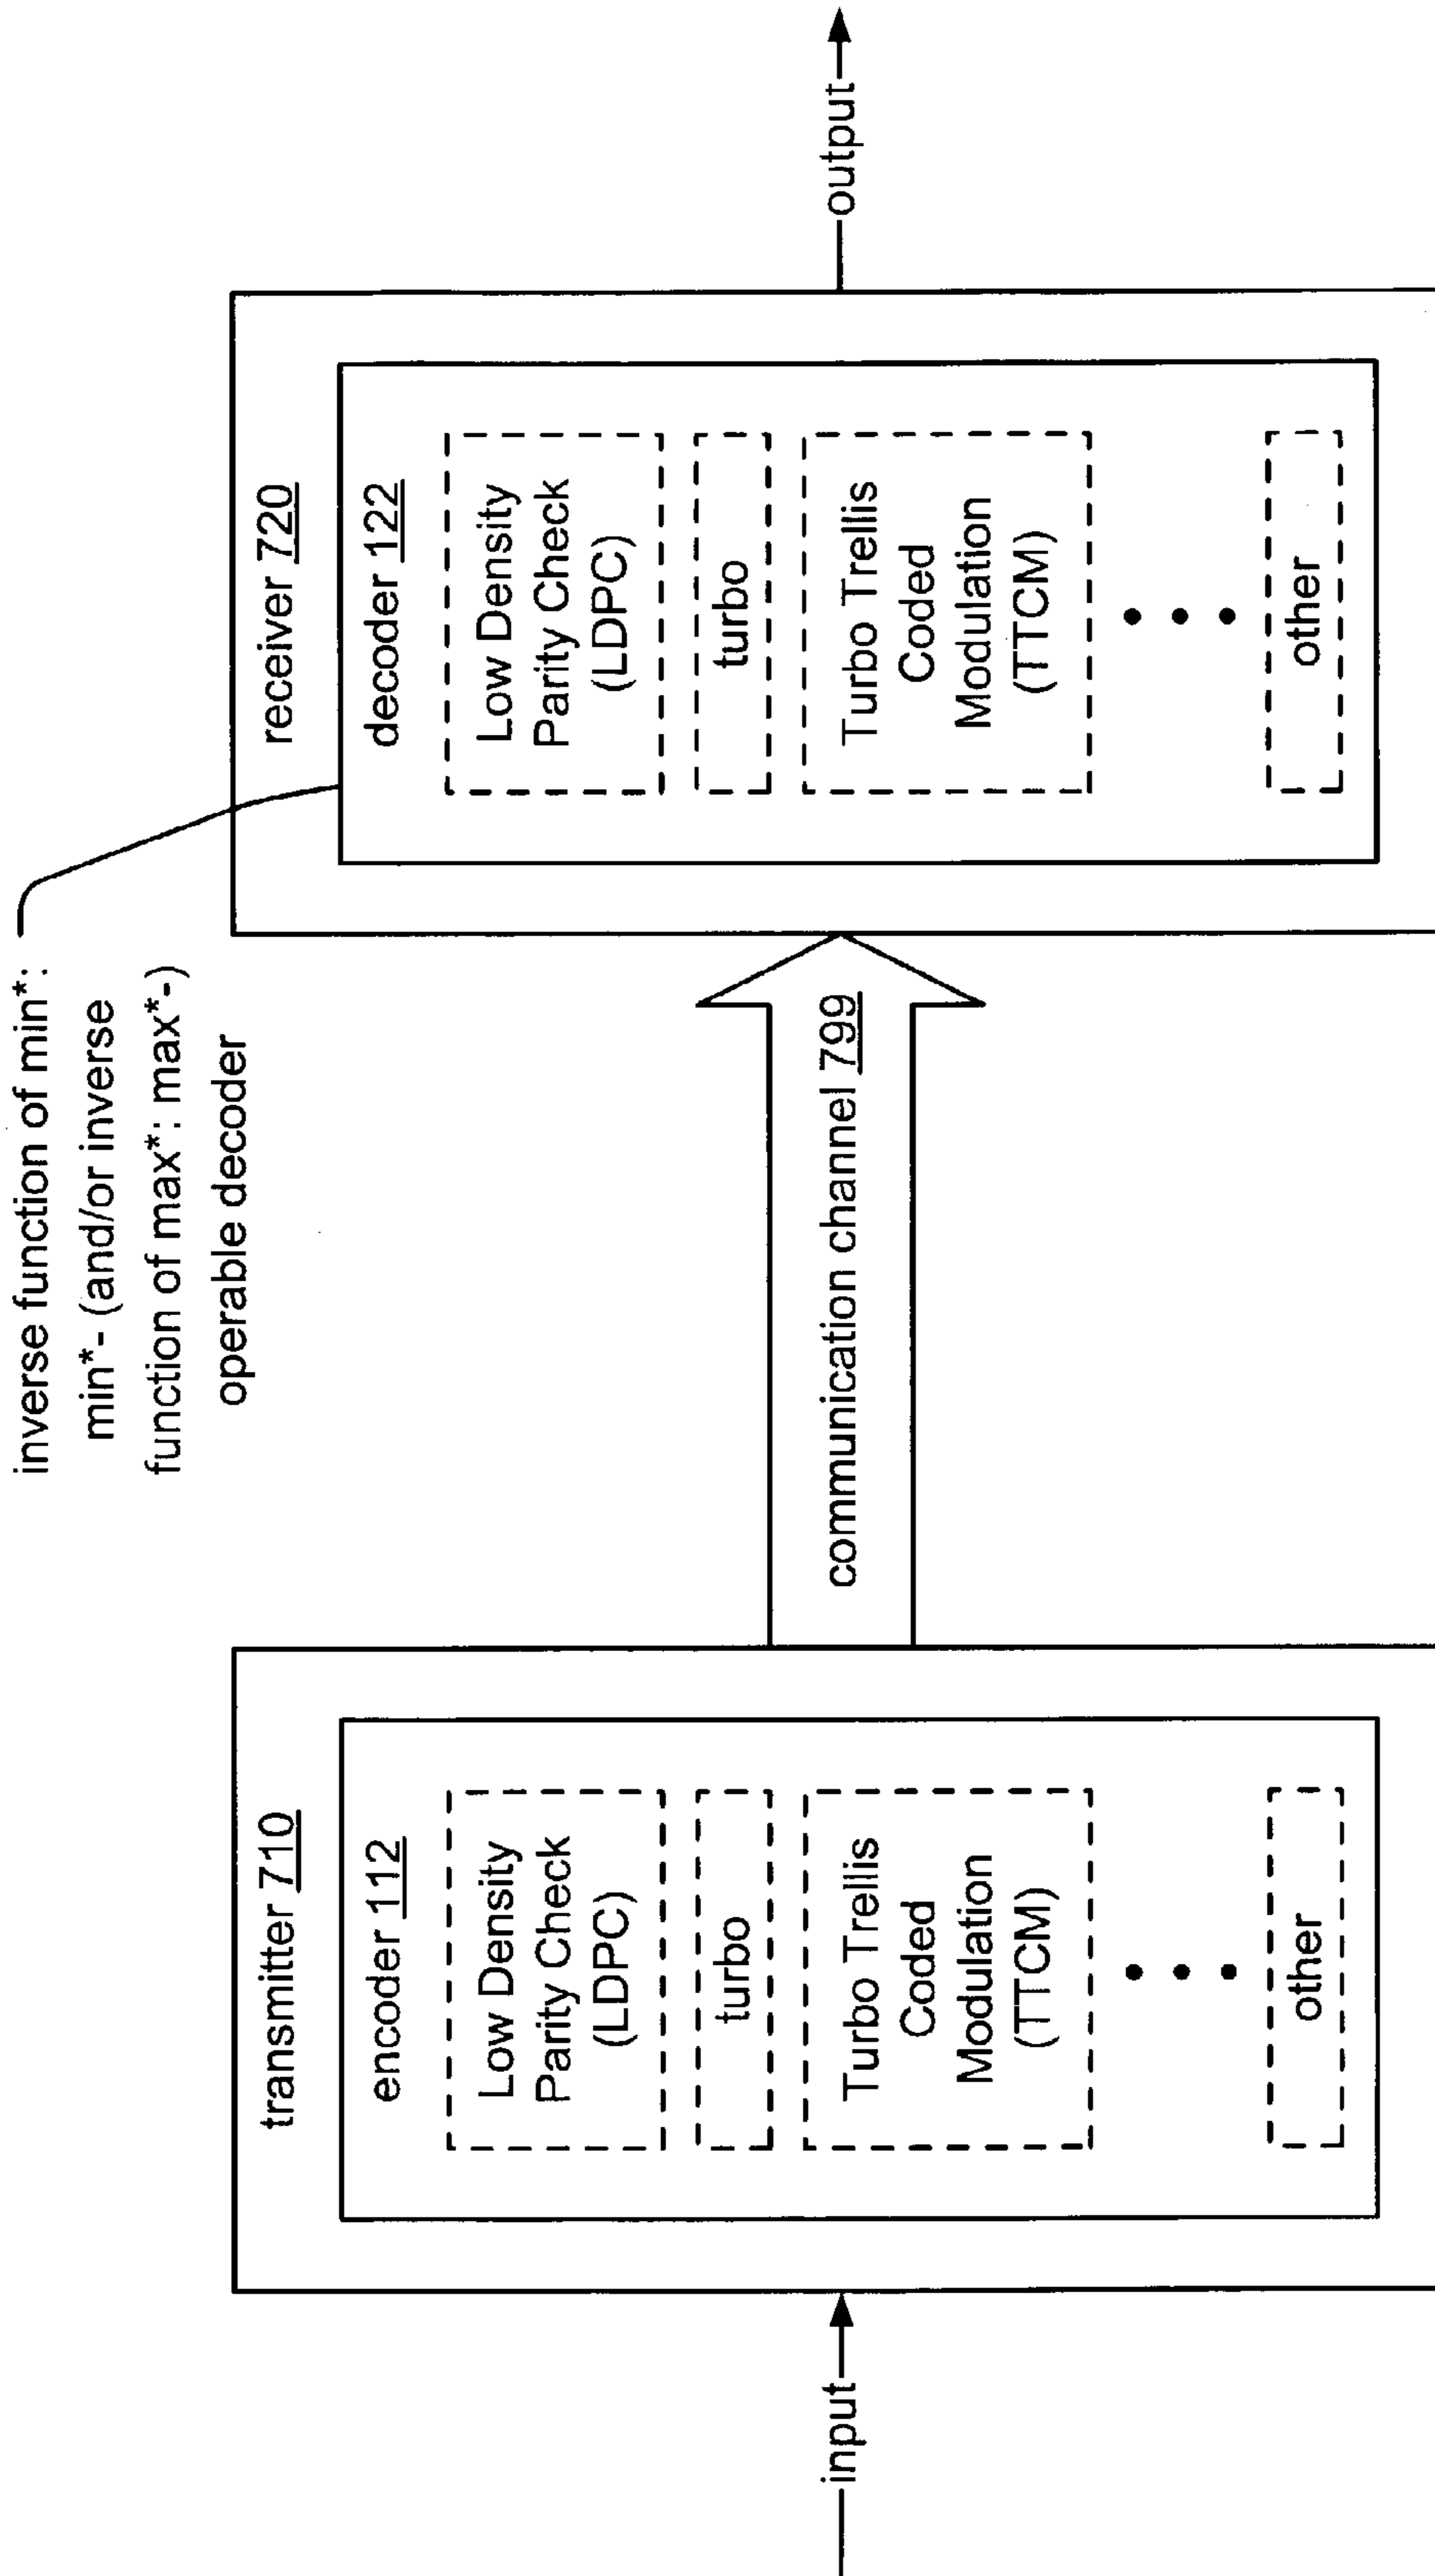 inverse function of min*:
min*- (and/or inverse
function of max*: max*-)
operable decoder
input
transmitter 710
encoder 112
Low Density
Parity Check
(LDPC)
turbo
Turbo Trellis
Coded
Modulation
(TTCM)
other
communication channel 799
receiver 720
decoder 122
Low Density
Parity Check
(LDPC)
turbo
Turbo Trellis
Coded
Modulation
(TTCM)
other
output